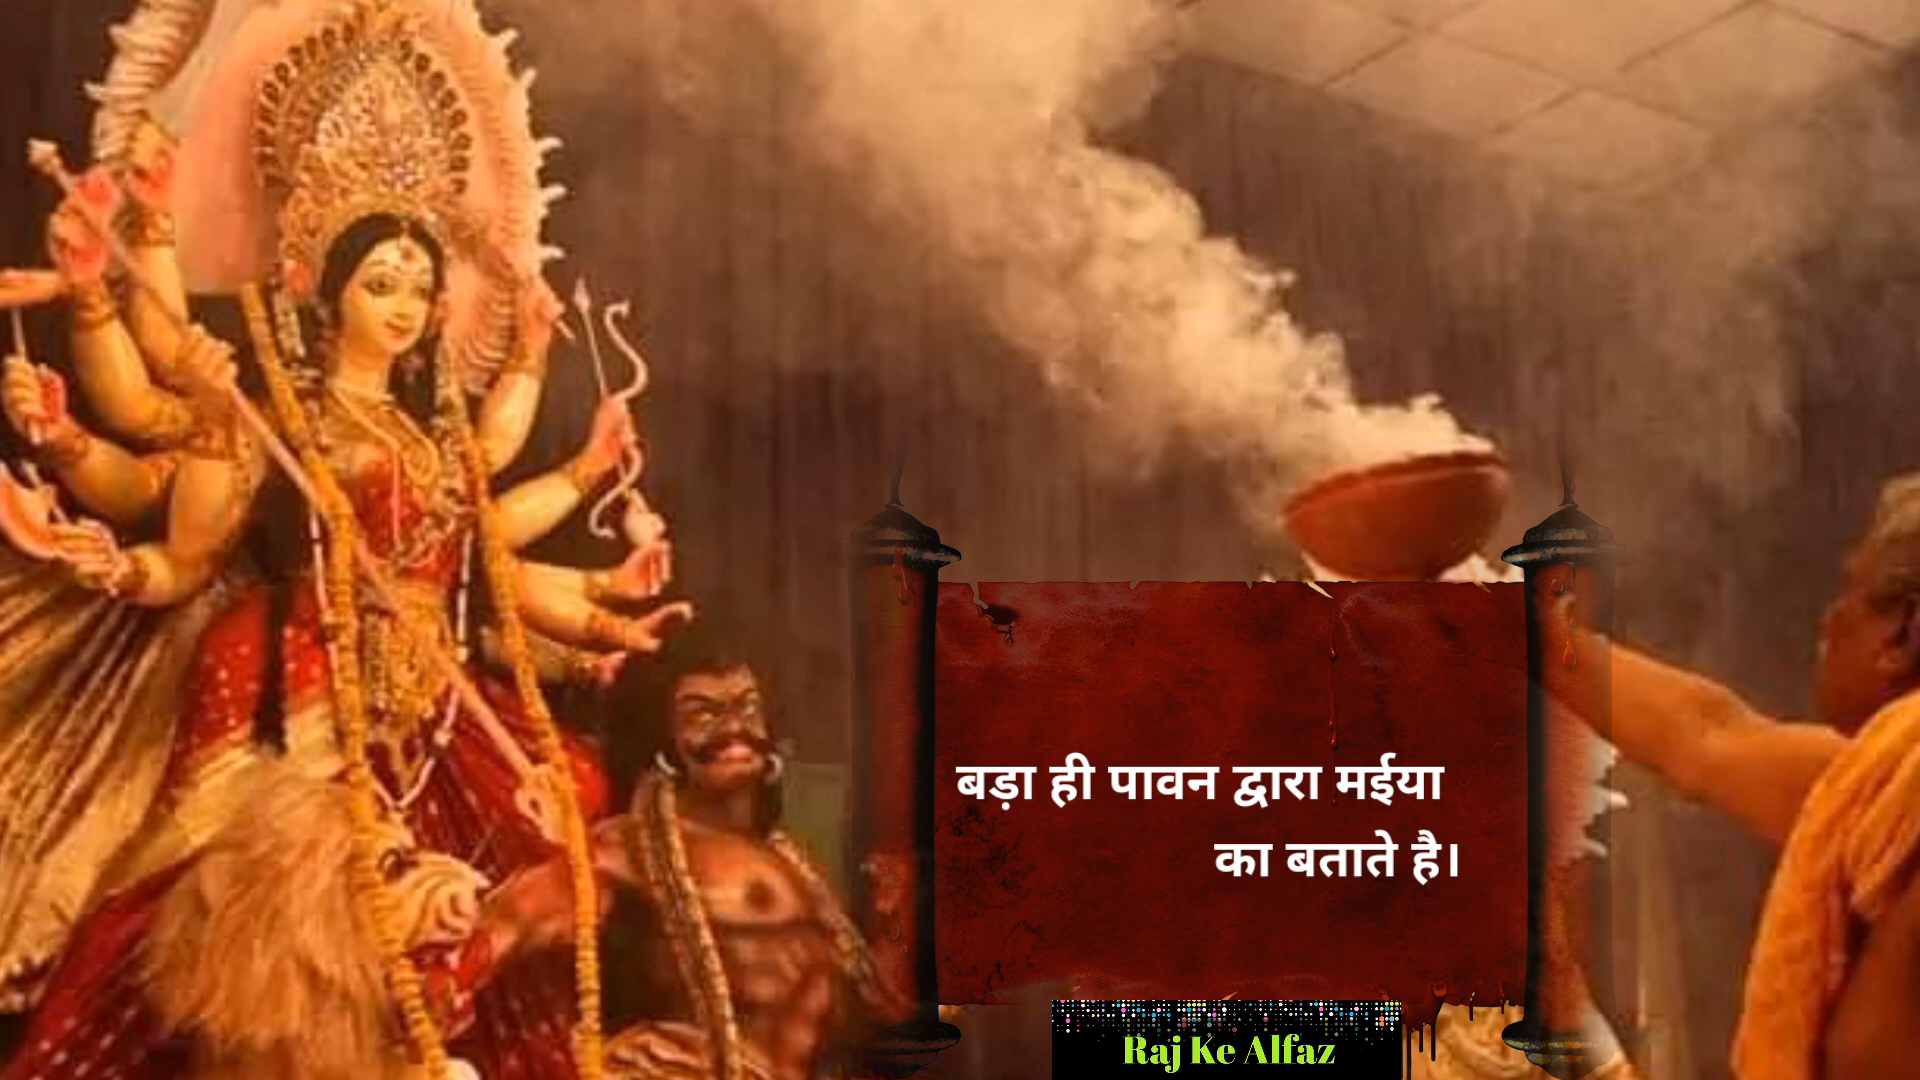 बड़ा ही पावन द्वारा मईया
का बताते है।
Raj Ke Alfaz